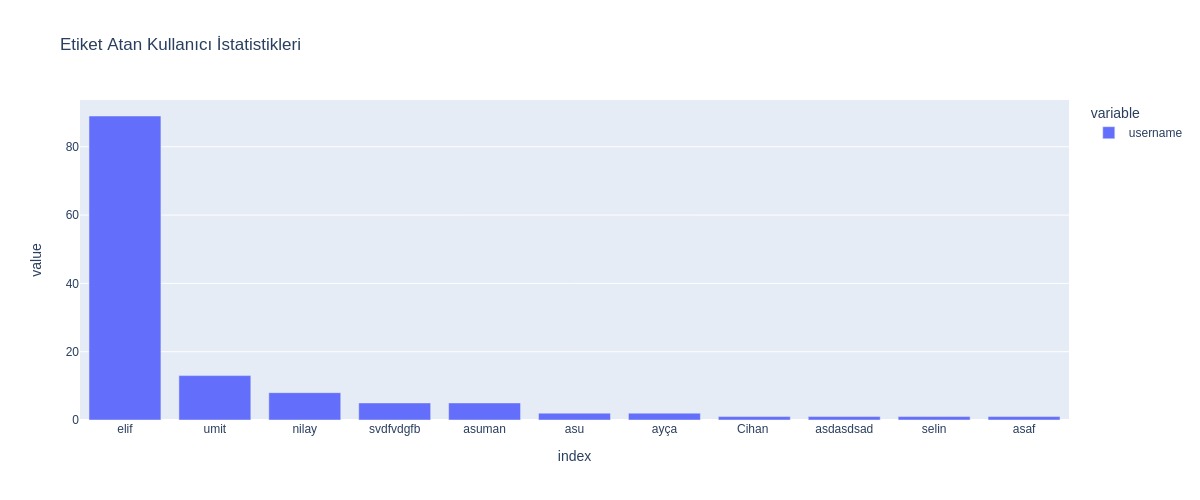 Etiket Atan Kullanıcı İstatistikleri
variable
username
value
80
60
40
20
0
elif umit nilay svdfvdgfb asuman asu ayça Cihan asdasdsad selin asaf
index